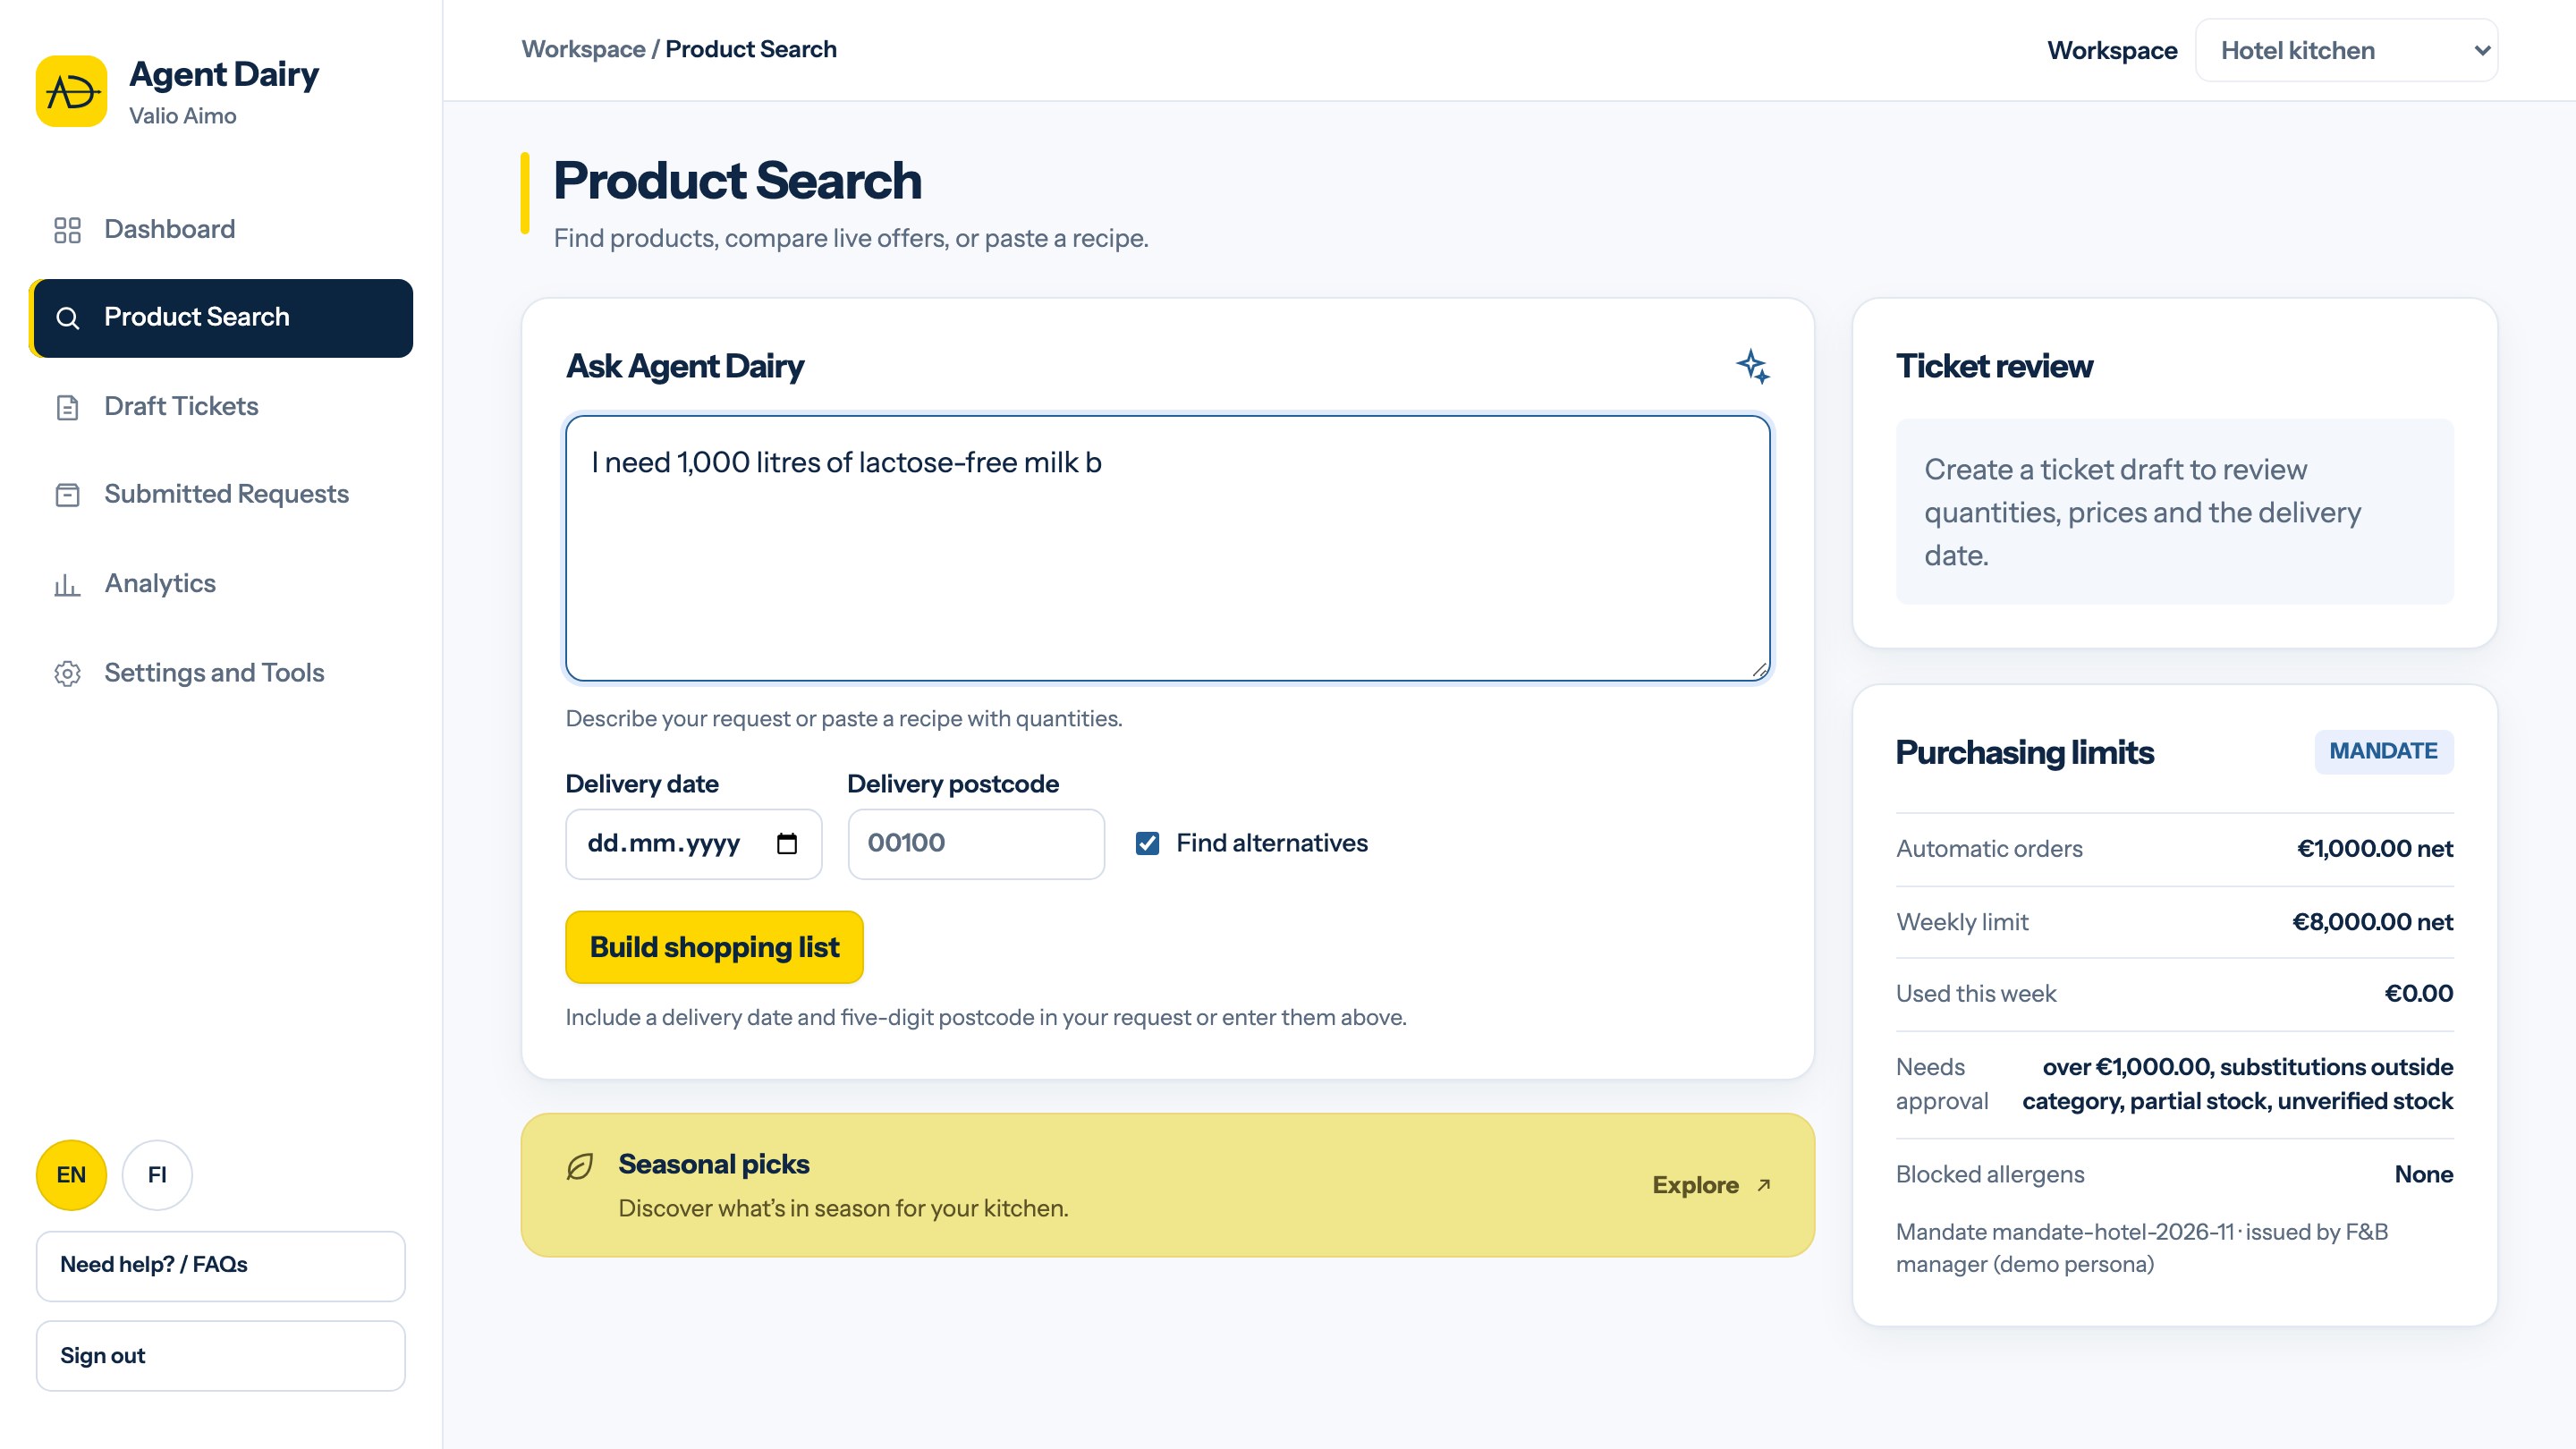 Agent Dairy
Valio Aimo
Dashboard
Product Search
Draft Tickets
Submitted Requests
Analytics
Settings and Tools
EN
FI
Need help? / FAQs
Sign out
Workspace / Product Search
Workspace
Hotel kitchen
Product Search
Find products, compare live offers, or paste a recipe.
Ask Agent Dairy
I need 1,000 litres of lactose-free milk b
Describe your request or paste a recipe with quantities.
Delivery date
Delivery postcode
dd.mm.yyyy
00100
Find alternatives
Build shopping list
Include a delivery date and five-digit postcode in your request or enter them above.
Seasonal picks
Discover what's in season for your kitchen.
Explore
Ticket review
Create a ticket draft to review
quantities, prices and the delivery
date.
Purchasing limits
MANDATE
Automatic orders
€1,000.00 net
Weekly limit
€8,000.00 net
Used this week
€0.00
Needs
approval
over €1,000.00, substitutions outside
category, partial stock, unverified stock
Blocked allergens
None
Mandate mandate-hotel-2026-11 · issued by F&B
manager (demo persona)